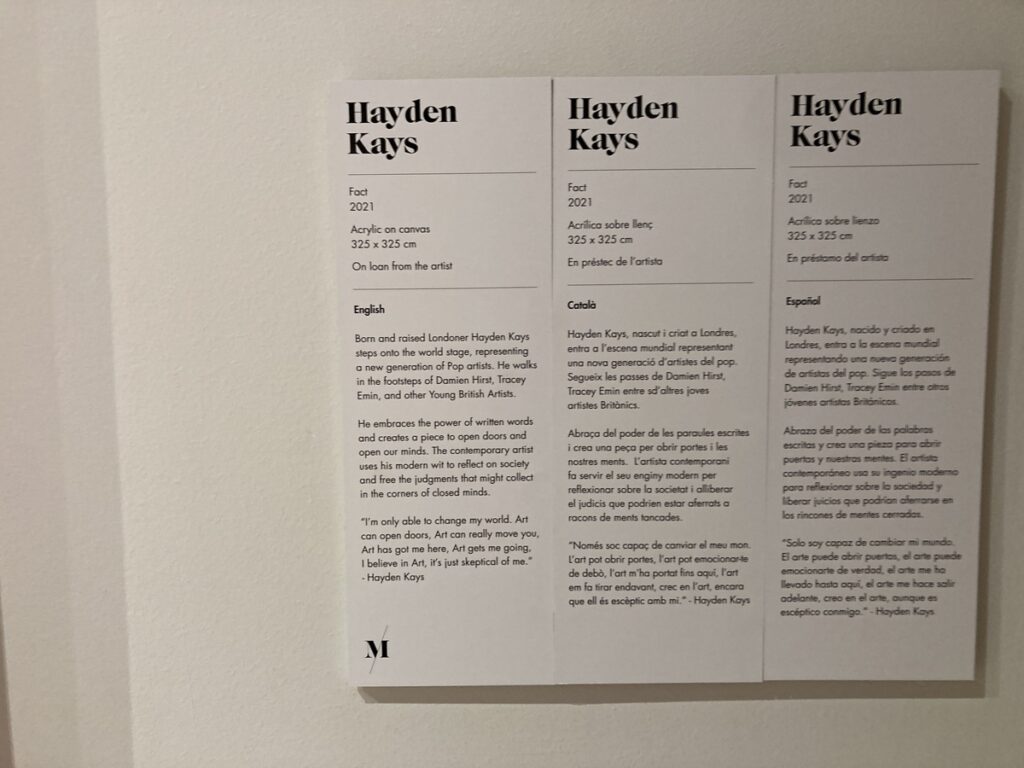 Hayden
Kays
Fact
2021
Acrylic on canvas
325 x 325 cm
On loan from the artist
English
Born and raised Londoner Hayden Kays
steps onto the world stage, representing
a new generation of Pop artists. He walks
in the footsteps of Damien Hirst, Tracey
Emin, and other Young British Artists.
He embraces the power of written words
and creates a piece to open doors and
open our minds. The contemporary artist
uses his modern wit to reflect on society
and free the judgments that might collect
in the corners of closed minds.
"I'm only able to change my world. Art
can open doors, Art can really move you,
Art has got me here, Art gets me going,
I believe in Art, it's just skeptical of me."
- Hayden Kays
M
Hayden
Kays
Fact
2021
Acrílica sobre llenç
325 x 325 cm
En préstec de l'artista
Català
Hayden Kays, nascut i criat a Londres,
entra a l'escena mundial representant
una nova generació d'artistes del pop.
Segueix les passes de Damien Hirst,
Tracey Emin entre sd'altres joves
artistes Britànics.
Abraça del poder de les paraules escrites
i crea una peça per obrir portes i les
nostres ments. L'artista contemporani
fa servir el seu enginy modern per
reflexionar sobre la societat i alliberar
el judicis que podrien estar aferrats a
racons de ments tancades.
"Només soc capaç de canviar el meu mon.
L'art pot obrir portes, l'art pot emocionar-te
de debò, l'art m'ha portat fins aquí, l'art
em fa tirar endavant, crec en l'art, encara
que ell és escèptic amb mi." - Hayden Kays
Hayden
Kays
Fact
2021
Acrílica sobre lienzo
325 x 325 cm
En préstamo del artista
Español
Hayden Kays, nacido y criado en
Londres, entra a la escena mundial
representando una nueva generación
de artistas del pop. Sigue los pasos de
Damien Hirst, Tracey Emin entre otros
jóvenes artistas Británicos.
Abraza del poder de las palabras
escritas y crea una pieza para abrir
puertas y nuestras mentes. El artista
contemporáneo usa su ingenio moderno
para reflexionar sobre la sociedad y
liberar juicios que podrían aferrarse en
los rincones de mentes cerradas.
"Solo soy capaz de cambiar mi mundo.
El arte puede abrir puertas, el arte puede
emocionarte de verdad, el arte me ha
llevado hasta aquí, el arte me hace salir
adelante, creo en el arte, aunque es
escéptico conmigo." - Hayden Kays